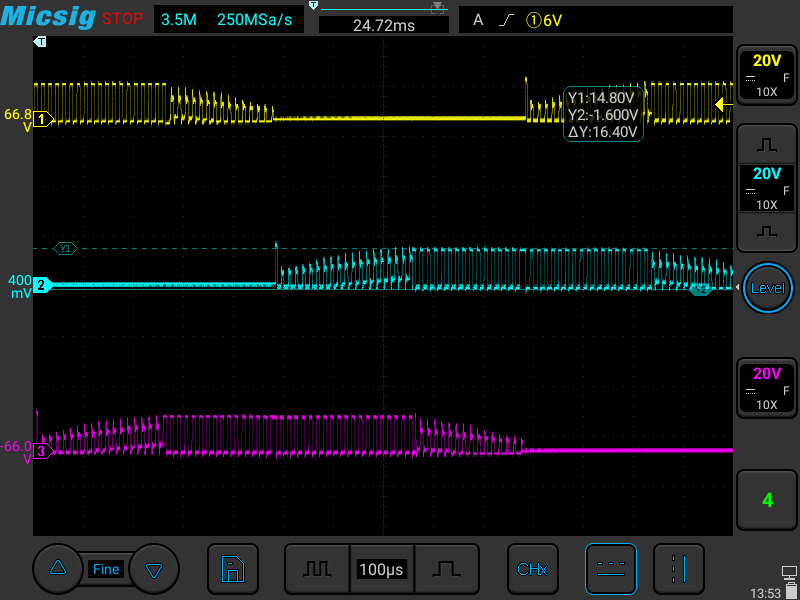 Micsig STOP 3.5M 250MSa/s T 24.72ms T A 1 6V
T
66.8 V 1
Y1:14.80V
Y2:-1.600V
ΔY:16.40V
20V
F
10X
Y1
400 mV 2
20V
F
10X
Level
-66.0 V 3
20V
F
10X
4
Fine 100µs CHx
13:53